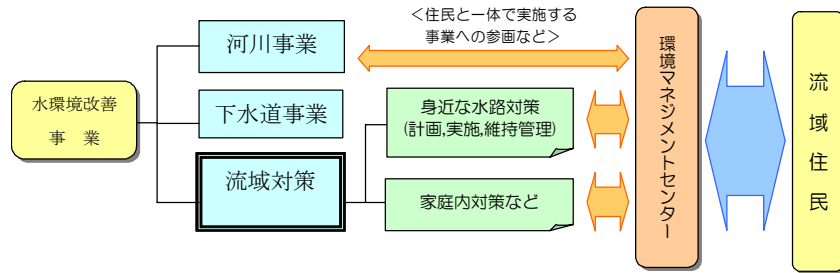 <住民と一体で実施する
事業への参画など>
水環境改善
事 業
河川事業
下水道事業
流域対策
身近な水路対策
(計画,実施,維持管理)
家庭内対策など
環境マネジメントセンター
流域住民